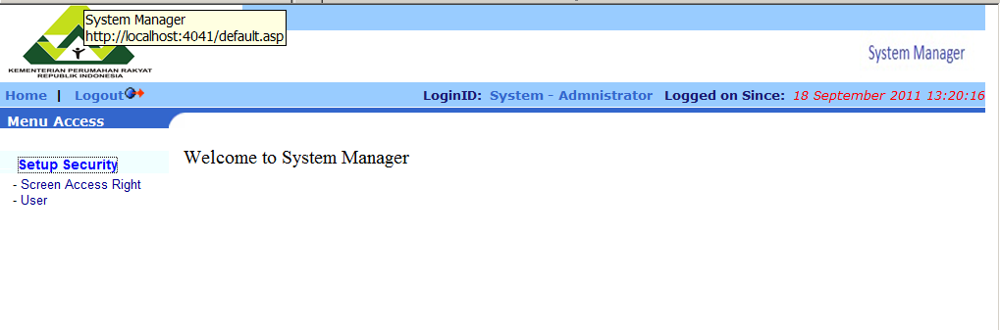 System Manager
http://localhost:4041/default.asp
KEMENTERIAN PERUMAHAN RAKYAT
REPUBLIK INDONESIA
System Manager
Home | Logout LoginID: System - Admnistrator Logged on Since: 18 September 2011 13:20:16
Menu Access
Setup Security
Welcome to System Manager
- Screen Access Right
- User